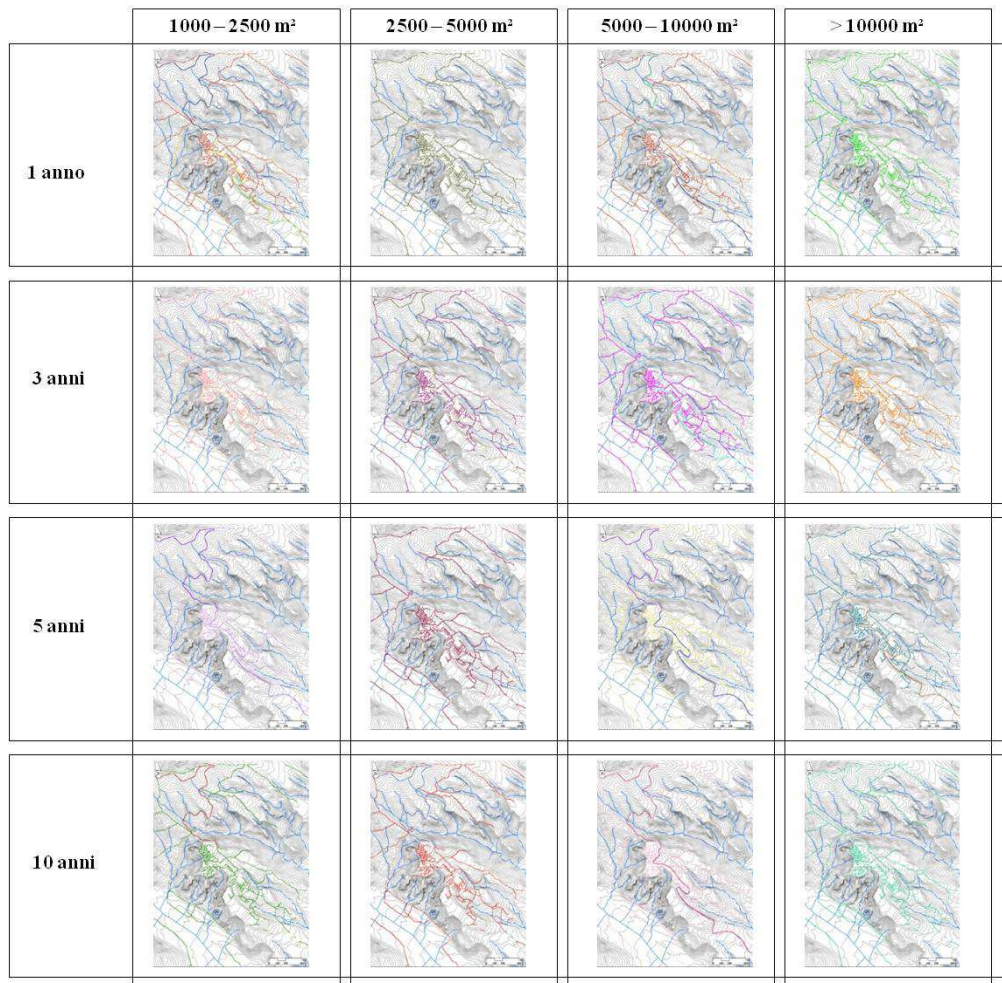 1000 – 2500 m²
2500 – 5000 m²
5000 – 10000 m²
> 10000 m²
1 anno
3 anni
5 anni
10 anni